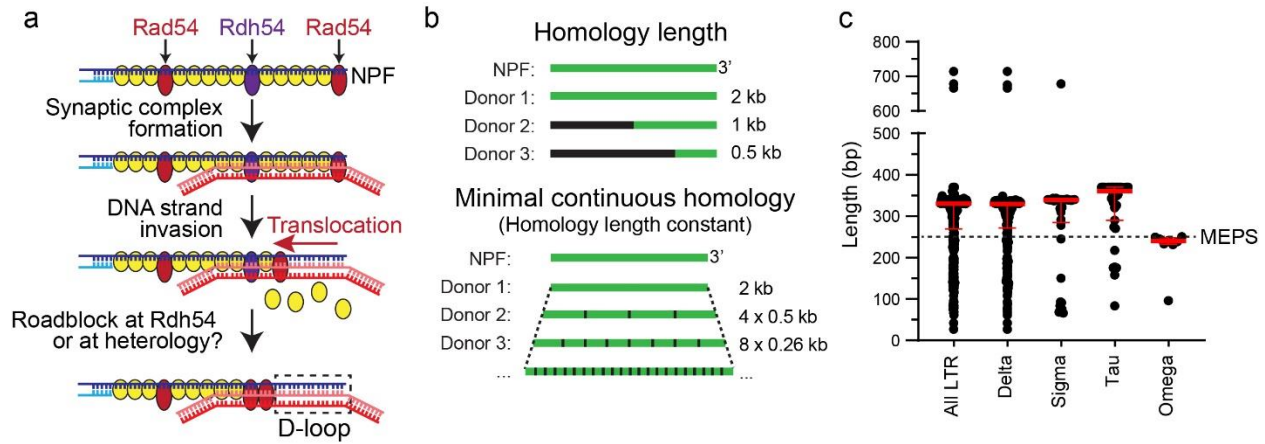 a
Rad54 Rdh54 Rad54
NPF
Synaptic complex
formation
DNA strand
invasion
Translocation
Roadblock at Rdh54
or at heterology?
D-loop
b
Homology length
NPF: 3’
Donor 1: 2 kb
Donor 2: 1 kb
Donor 3: 0.5 kb
Minimal continuous homology
(Homology length constant)
NPF: 3’
Donor 1: 2 kb
Donor 2: 4 x 0.5 kb
Donor 3: 8 x 0.26 kb
... ...
c
Length (bp)
800
700
600
500
400
300
200
100
0
MEPS
All LTR
Delta
Sigma
Tau
Omega